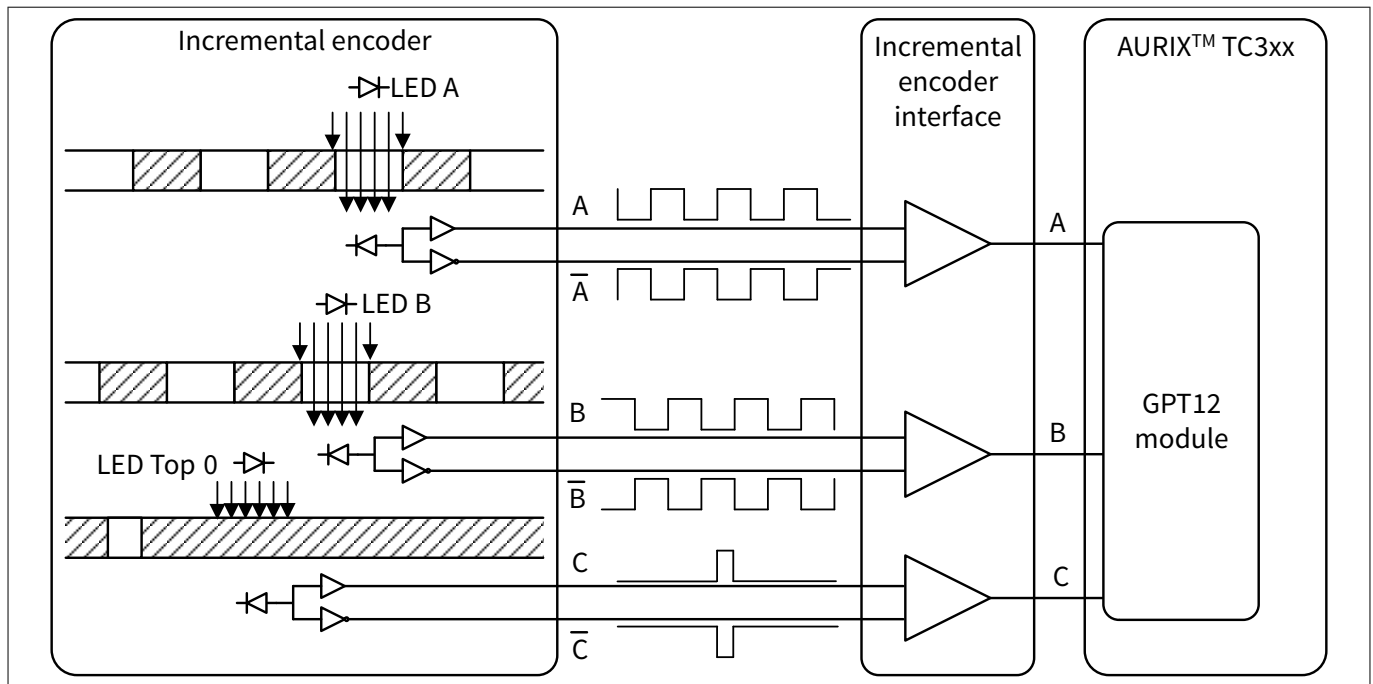 Incremental encoder
Incremental
encoder
interface
AURIX™ TC3xx
LED A
A
A
A̅
LED B
B
B
B̅
GPT12
module
LED Top 0
C
C
C̅